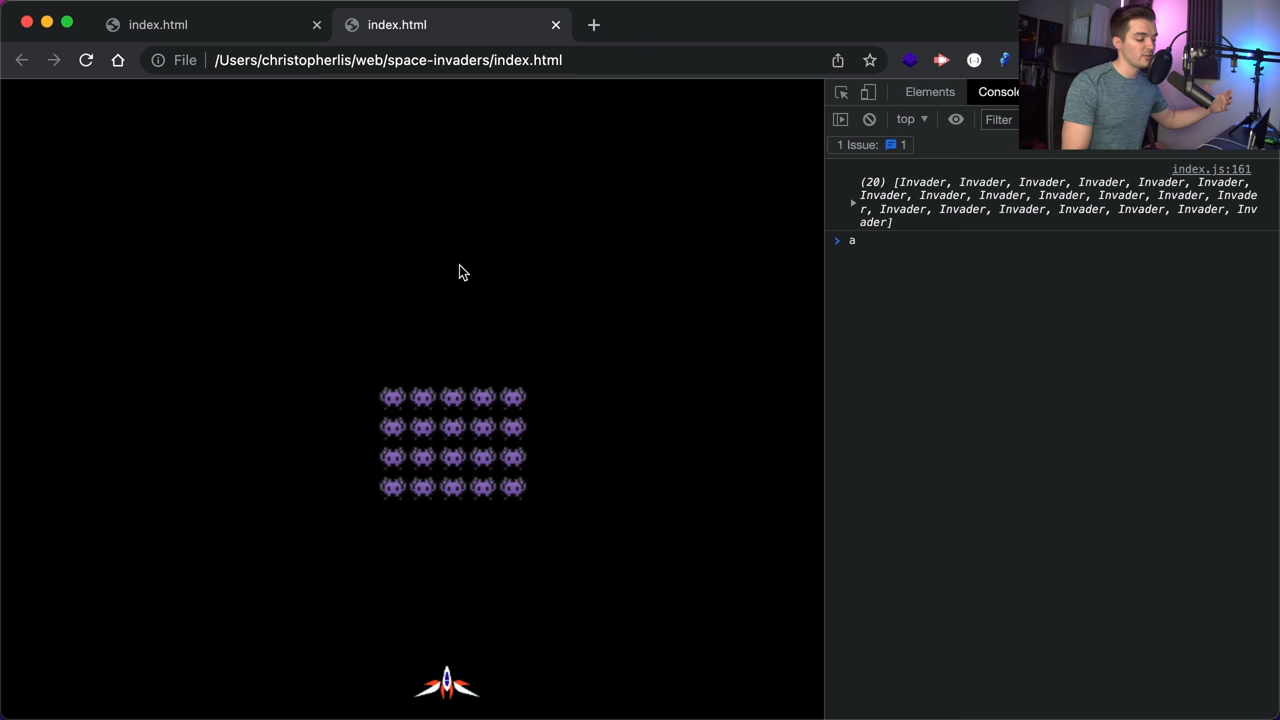 index.html
index.html
File
/Users/christopherlis/web/space-invaders/index.html
Elements
Console
top
Filter
1 Issue: 1
index.js:161
(20) [Invader, Invader, Invader, Invader, Invader, Invader,
Invader, Invader, Invader, Invader, Invader, Invader, Invade
r, Invader, Invader, Invader, Invader, Invader, Invader, Inv
ader]
a